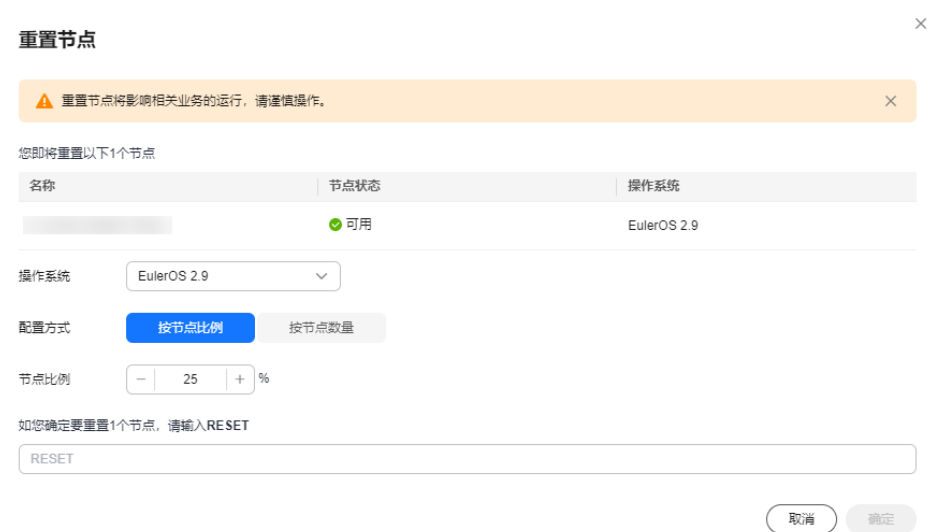 重置节点
重置节点将影响相关业务的运行，请谨慎操作。
您即将重置以下1个节点
名称 节点状态 操作系统
可用 EulerOS 2.9
操作系统 EulerOS 2.9
配置方式 按节点比例 按节点数量
节点比例 25 %
如您确定要重置1个节点，请输入RESET
RESET
取消 确定